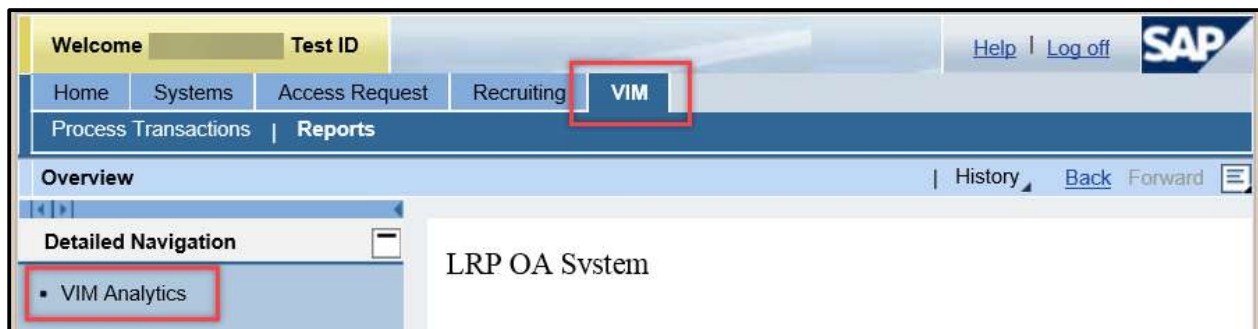 Welcome Test ID
Help | Log off
SAP
Home Systems Access Request Recruiting VIM
Process Transactions | Reports
Overview
| History Back Forward
Detailed Navigation
LRP OA System
▪ VIM Analytics